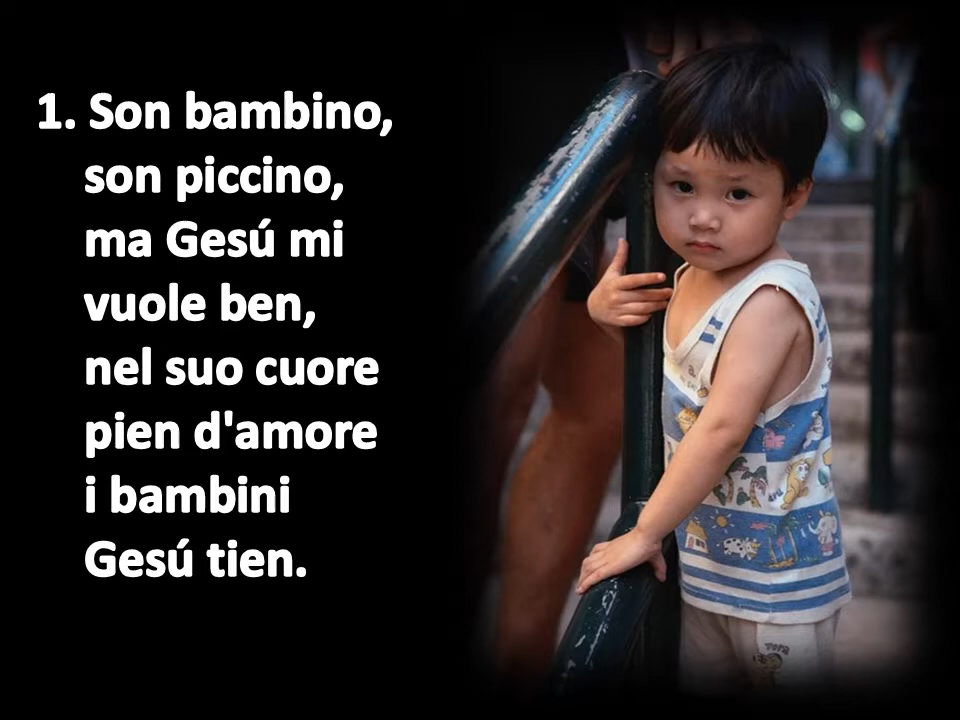 1. Son bambino,
son piccino,
ma Gesú mi
vuole ben,
nel suo cuore
pien d'amore
i bambini
Gesú tien.